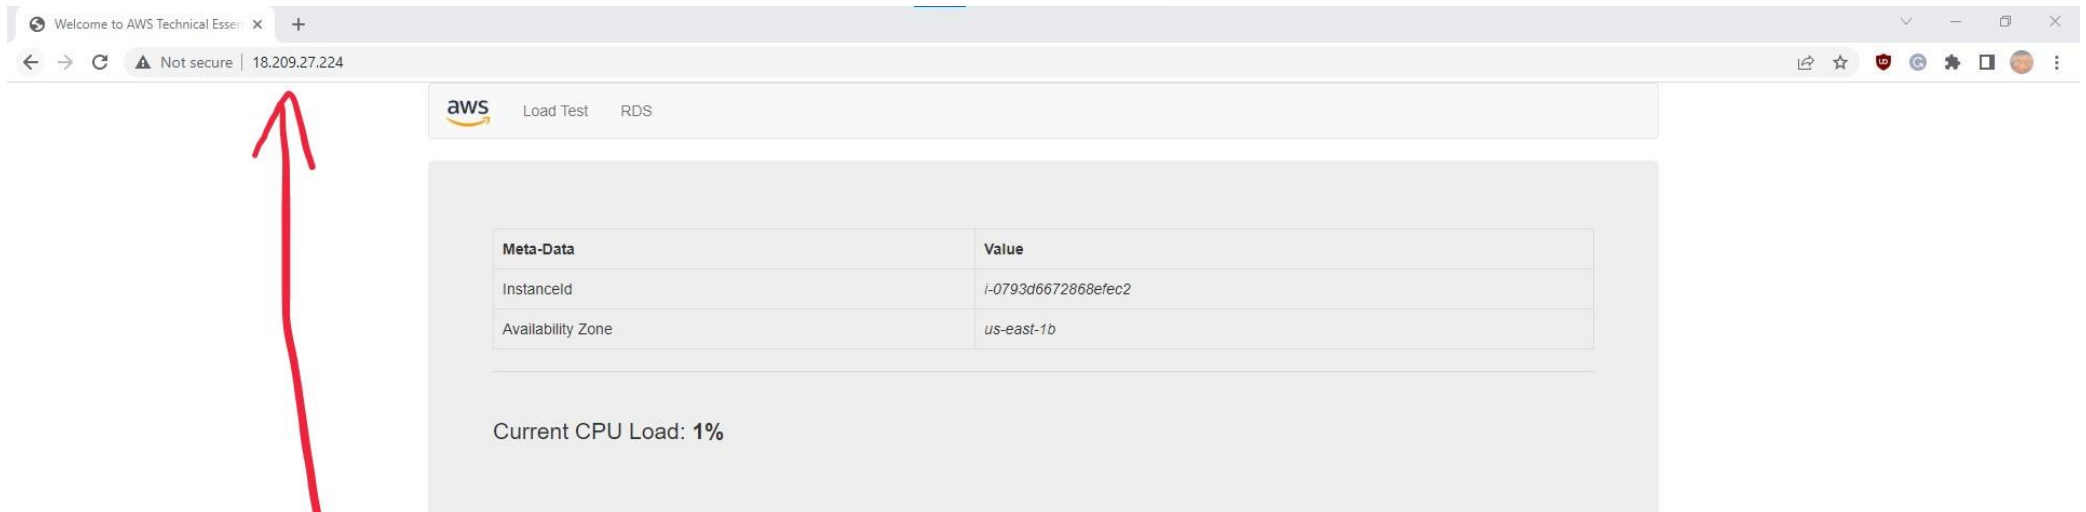 Welcome to AWS Technical Essen
Not secure | 18.209.27.224
aws Load Test RDS
Meta-Data Value
InstanceId i-0793d6672868efec2
Availability Zone us-east-1b
Current CPU Load: 1%